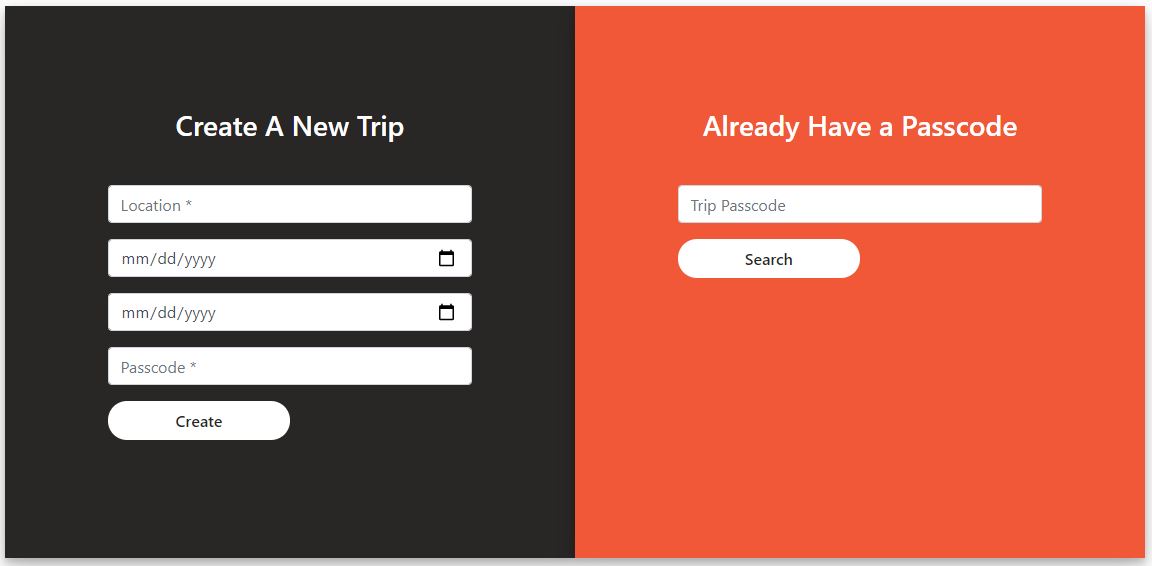 Create A New Trip
Location *
mm/dd/yyyy
mm/dd/yyyy
Passcode *
Create
Already Have a Passcode
Trip Passcode
Search